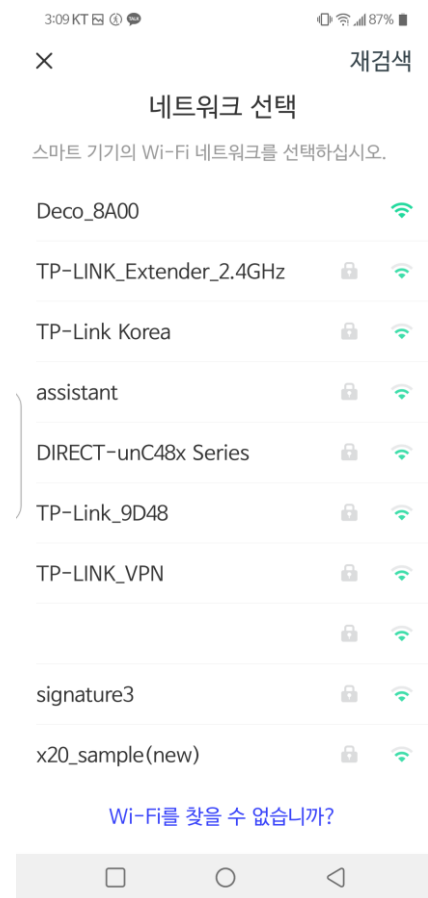 3:09 KT
87%
재검색
네트워크 선택
스마트 기기의 Wi-Fi 네트워크를 선택하십시오.
Deco_8A00
TP-LINK_Extender_2.4GHz
TP-Link Korea
assistant
DIRECT-unC48x Series
TP-Link_9D48
TP-LINK_VPN
signature3
x20_sample(new)
Wi-Fi를 찾을 수 없습니까?